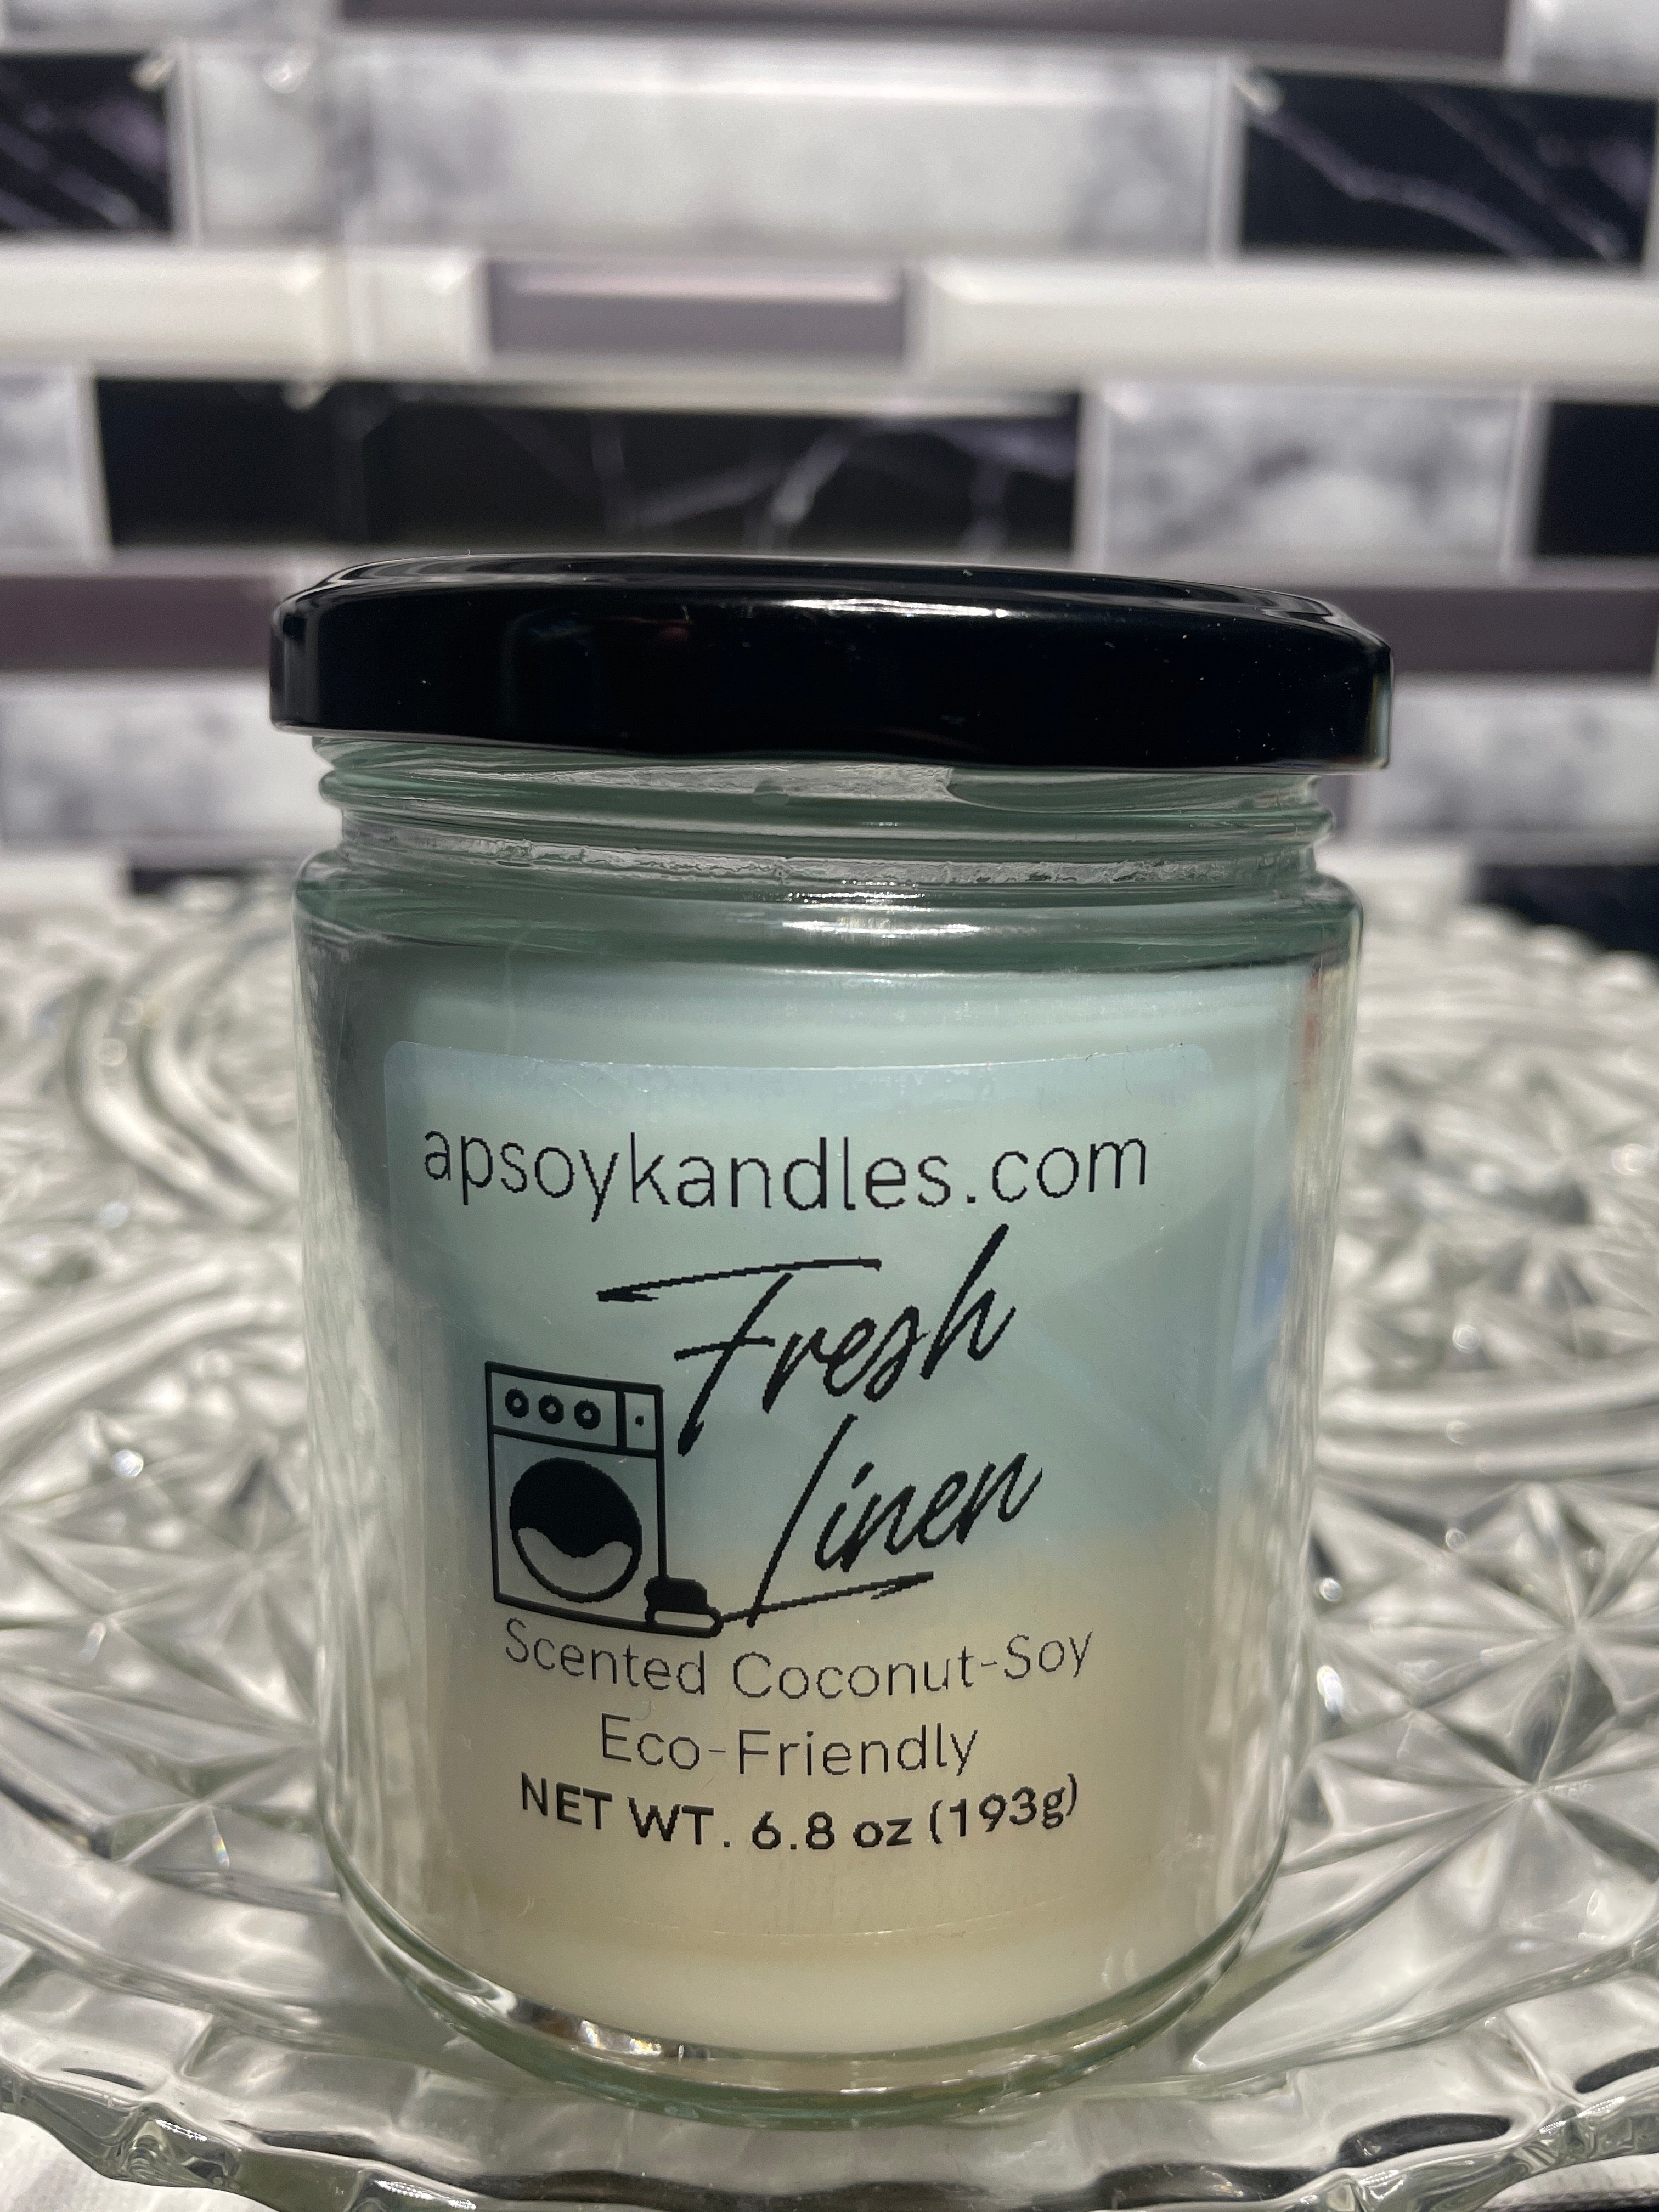 apsoykandles.com
Fresh
Linen
Scented Coconut-Soy
Eco-Friendly
NET WT. 6.8 oz (193g)